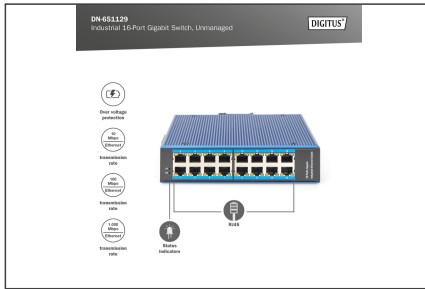 DN-651129
Industrial 16-Port Gigabit Switch, Unmanaged
DIGITUS®
Over voltage
protection
10
Mbps
Ethernet
transmission
rate
100
Mbps
Ethernet
transmission
rate
1.000
Mbps
Ethernet
transmission
rate
Status
indicators
RJ45